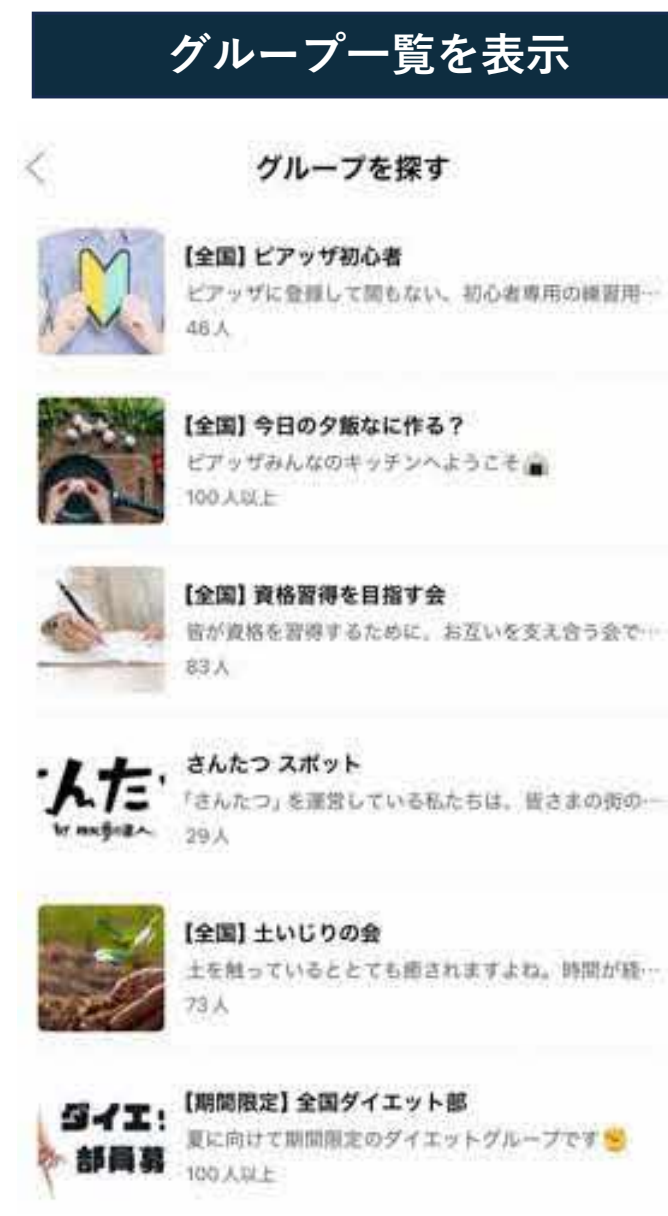 グループ一覧を表示
グループを探す
【全国】ピアッザ初心者
ピアッザに登録して間もない、初心者専用の練習用…
46人
【全国】今日の夕飯なに作る？
ピアッザみんなのキッチンへようこそ🍙
100人以上
【全国】資格習得を目指す会
皆が資格を習得するために、お互いを支え合う会で…
83人
んた
さんたつ スポット
「さんたつ」を運営している私たちは、皆さまの街の…
29人
【全国】土いじりの会
土を触っているととても癒されますよね。時間が経…
73人
ダイエ
部員募
【期間限定】全国ダイエット部
夏に向けて期間限定のダイエットグループです
100人以上